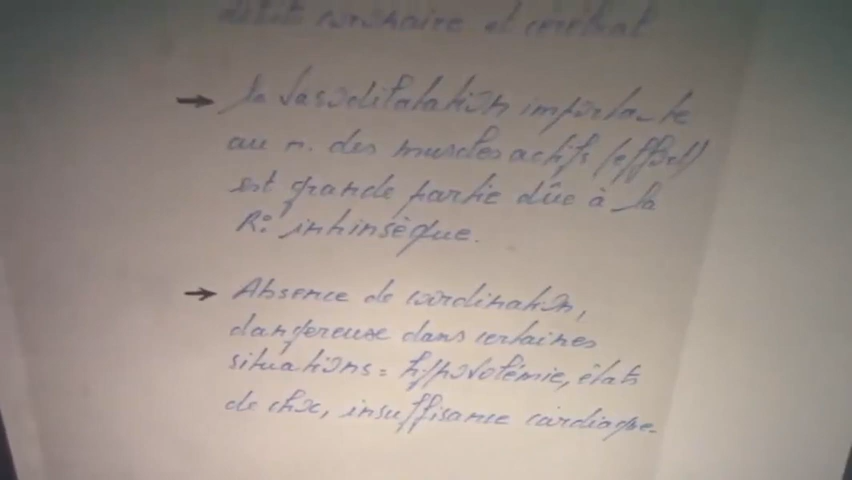 débit coronaire et cérébral
→ la vasodilatation importante
au n. des muscles actifs (effort)
est grande partie dûe à la
R° intrinsèque.
→ Absence de coordination,
dangereuse dans certaines
situations = hypovolémie, états
de choc, insuffisance cardiaque.